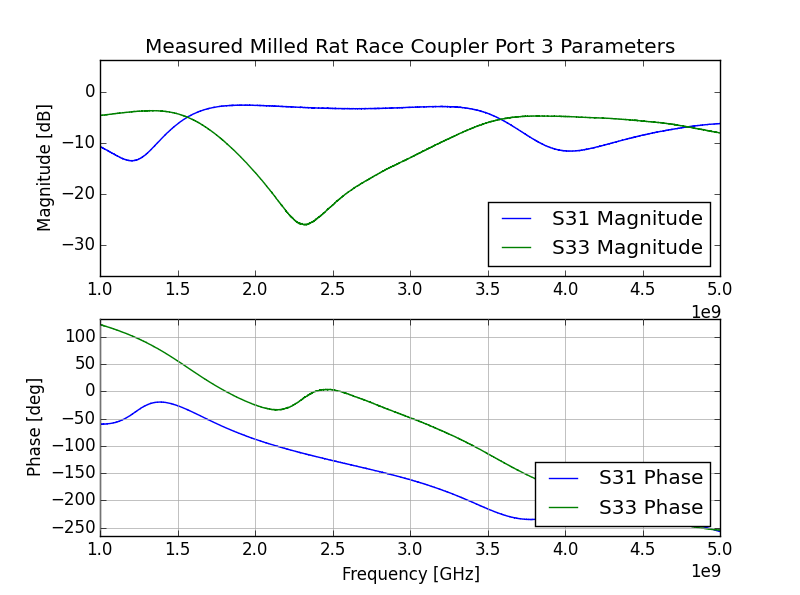 Measured Milled Rat Race Coupler Port 3 Parameters
Magnitude [dB]
0
−10
−20
−30
S31 Magnitude
S33 Magnitude
1.0 1.5 2.0 2.5 3.0 3.5 4.0 4.5 5.0
1e9
Phase [deg]
100
50
0
−50
−100
−150
−200
−250
S31 Phase
S33 Phase
1.0 1.5 2.0 2.5 3.0 3.5 4.0 4.5 5.0
Frequency [GHz]
1e9